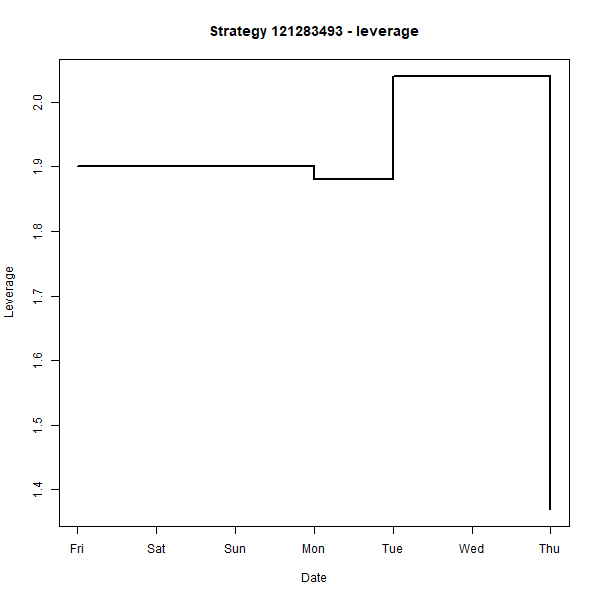 Strategy 121283493 - leverage
Leverage
2.0
1.9
1.8
1.7
1.6
1.5
1.4
Fri Sat Sun Mon Tue Wed Thu
Date